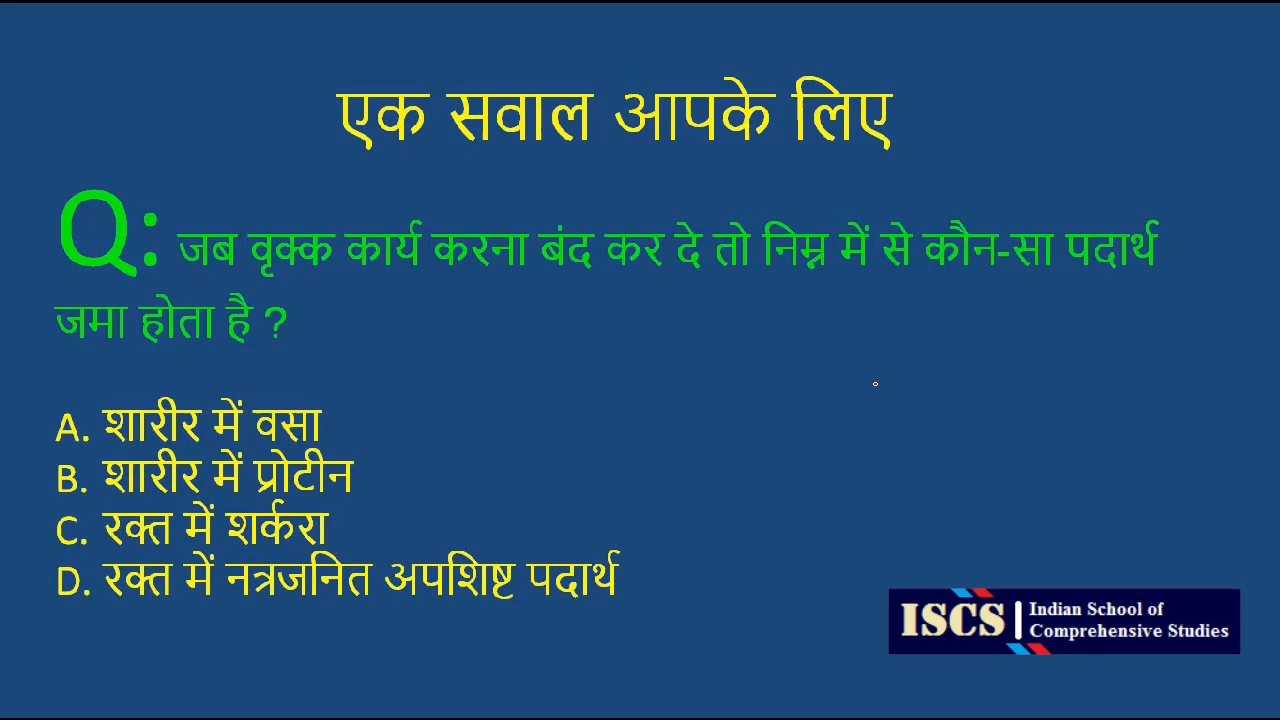 एक सवाल आपके लिए
Q: जब वृक्क कार्य करना बंद कर दे तो निम्न में से कौन-सा पदार्थ
जमा होता है ?
A. शारीर में वसा
B. शारीर में प्रोटीन
C. रक्त में शर्करा
D. रक्त में नत्रजनित अपशिष्ट पदार्थ
ISCS
Indian School of
Comprehensive Studies